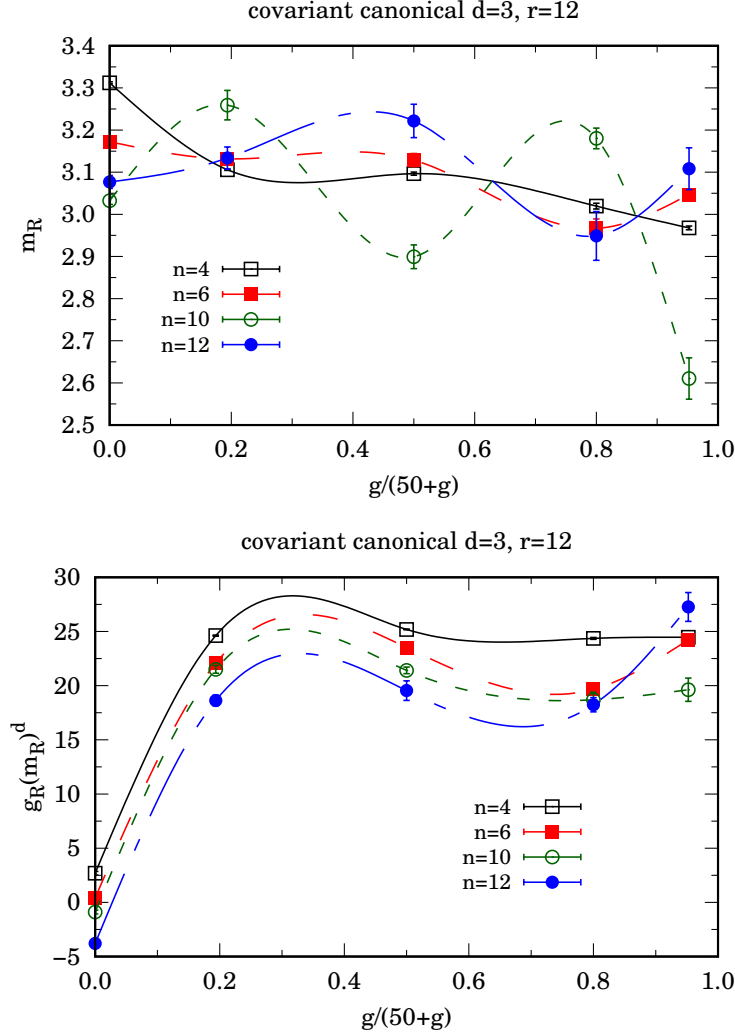 covariant canonical d=3, r=12
3.4
3.3
3.2
3.1
3.0
2.9
2.8
2.7
2.6
2.5
m_R
n=4
n=6
n=10
n=12
0.0 0.2 0.4 0.6 0.8 1.0
g/(50+g)
covariant canonical d=3, r=12
30
25
20
15
10
5
0
−5
g_R(m_R)^d
n=4
n=6
n=10
n=12
0.0 0.2 0.4 0.6 0.8 1.0
g/(50+g)